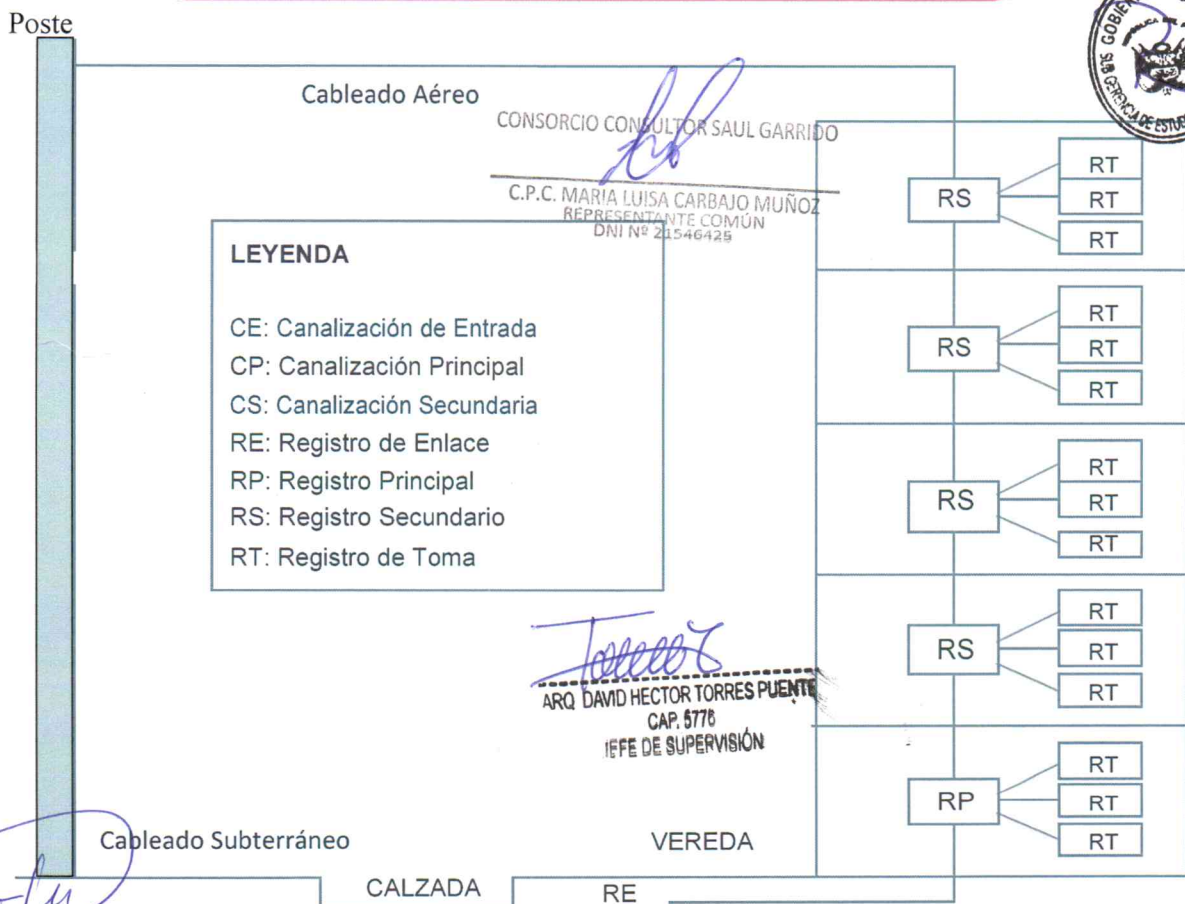 Poste
Cableado Aéreo
CONSORCIO CONSULTOR SAUL GARRIDO
C.P.C. MARIA LUISA CARBAJO MUÑOZ
REPRESENTANTE COMÚN
DNI Nº 21546425
LEYENDA
CE: Canalización de Entrada
CP: Canalización Principal
CS: Canalización Secundaria
RE: Registro de Enlace
RP: Registro Principal
RS: Registro Secundario
RT: Registro de Toma
RS
RT
RT
RT
RS
RT
RT
RT
RS
RT
RT
RT
RS
RT
RT
RT
RP
RT
RT
RT
ARQ DAVID HECTOR TORRES PUENTE
CAP. 5776
JEFE DE SUPERVISIÓN
Cableado Subterráneo
VEREDA
CALZADA
RE